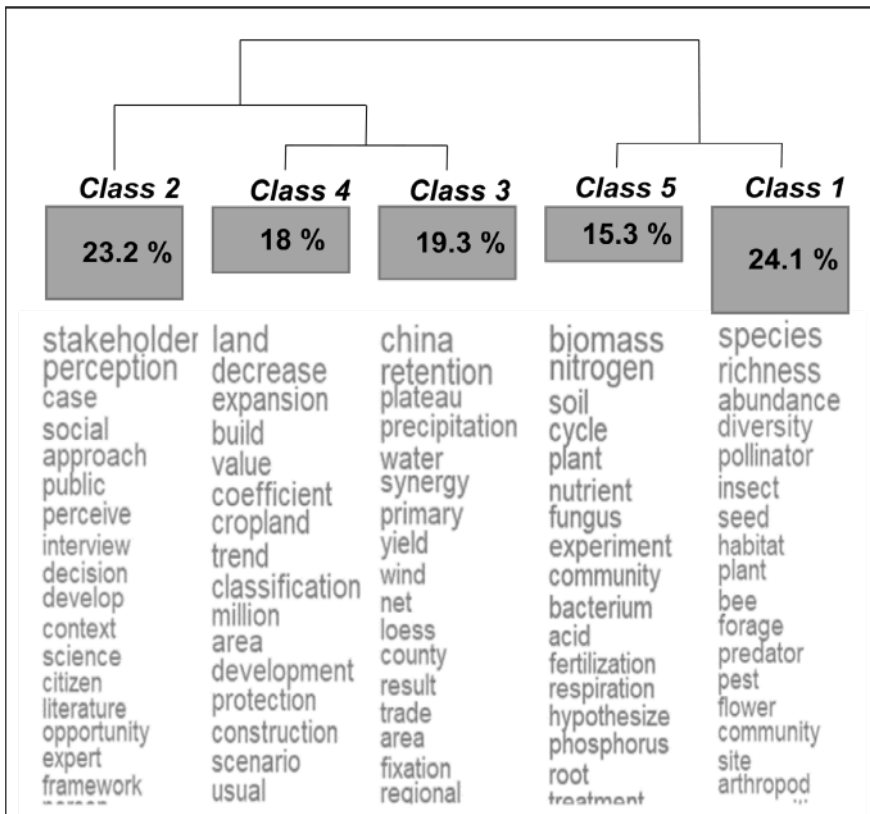 Class 2
Class 4
Class 3
Class 5
Class 1
23.2 %
18 %
19.3 %
15.3 %
24.1 %
stakeholder
perception
case
social
approach
public
perceive
interview
decision
develop
context
science
citizen
literature
opportunity
expert
framework
land
decrease
expansion
build
value
coefficient
cropland
trend
classification
million
area
development
protection
construction
scenario
usual
china
retention
plateau
precipitation
water
synergy
primary
yield
wind
net
loess
county
result
trade
area
fixation
regional
biomass
nitrogen
soil
cycle
plant
nutrient
fungus
experiment
community
bacterium
acid
fertilization
respiration
hypothesize
phosphorus
root
treatment
species
richness
abundance
diversity
pollinator
insect
seed
habitat
plant
bee
forage
predator
pest
flower
community
site
arthropod